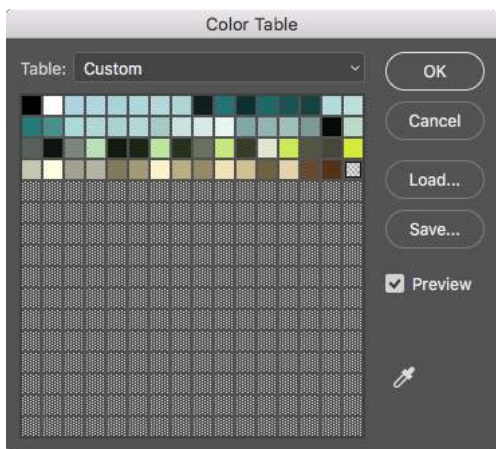 Color Table
Table: Custom
OK
Cancel
Load...
Save...
Preview